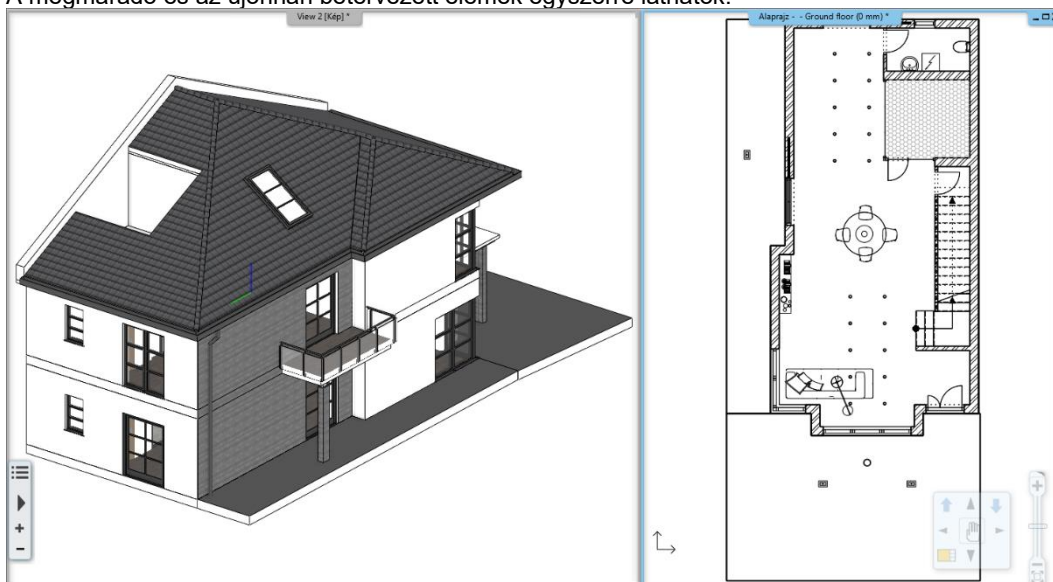 A megmaradó és az újonnan betervezett elemek egyszerre láthatók.
View 2 [Kép] *
Alaprajz - - Ground floor (0 mm) *